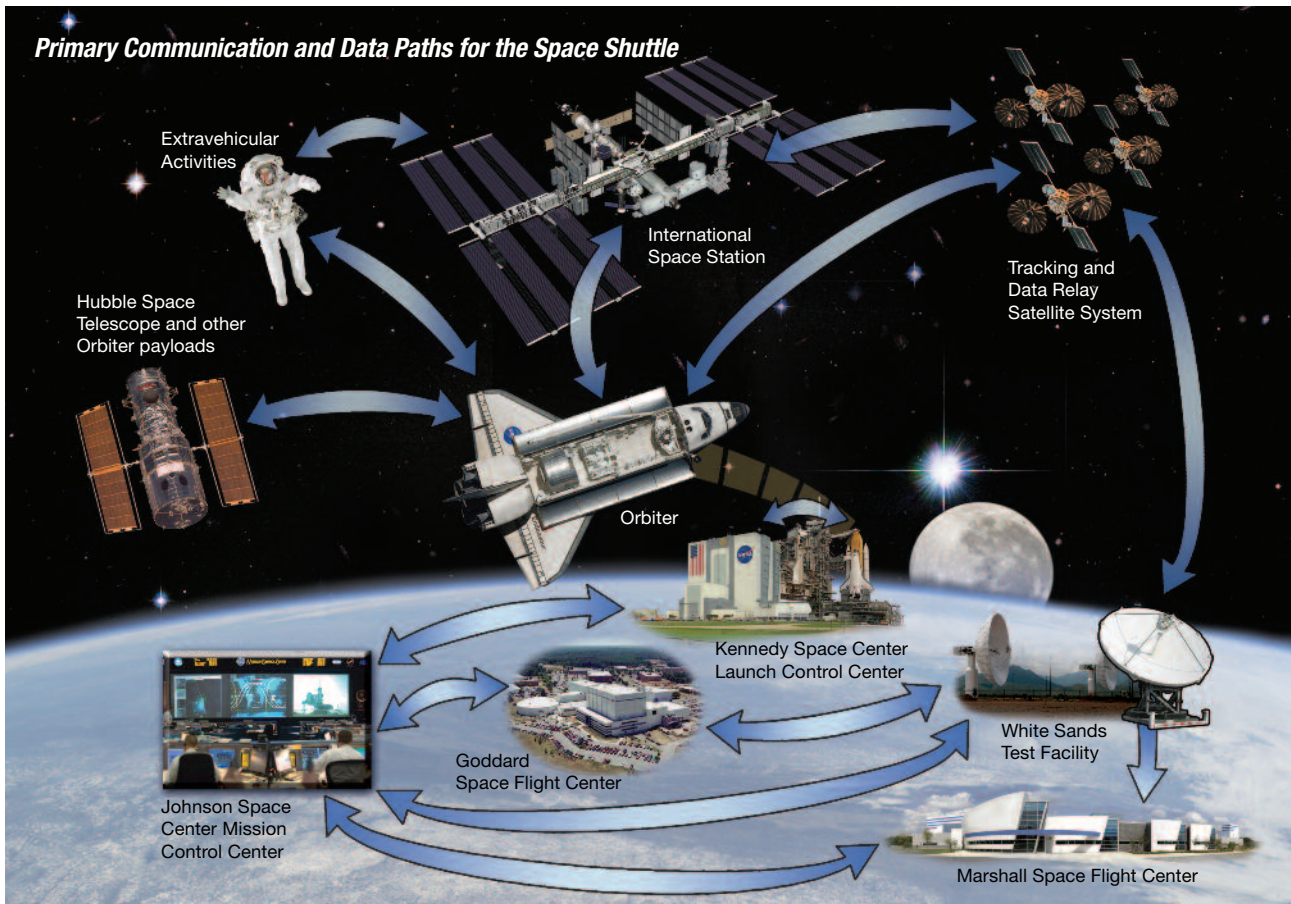 Primary Communication and Data Paths for the Space Shuttle
Extravehicular
Activities
International
Space Station
Tracking and
Data Relay
Satellite System
Hubble Space
Telescope and other
Orbiter payloads
Orbiter
Kennedy Space Center
Launch Control Center
White Sands
Test Facility
Goddard
Space Flight Center
Johnson Space
Center Mission
Control Center
Marshall Space Flight Center